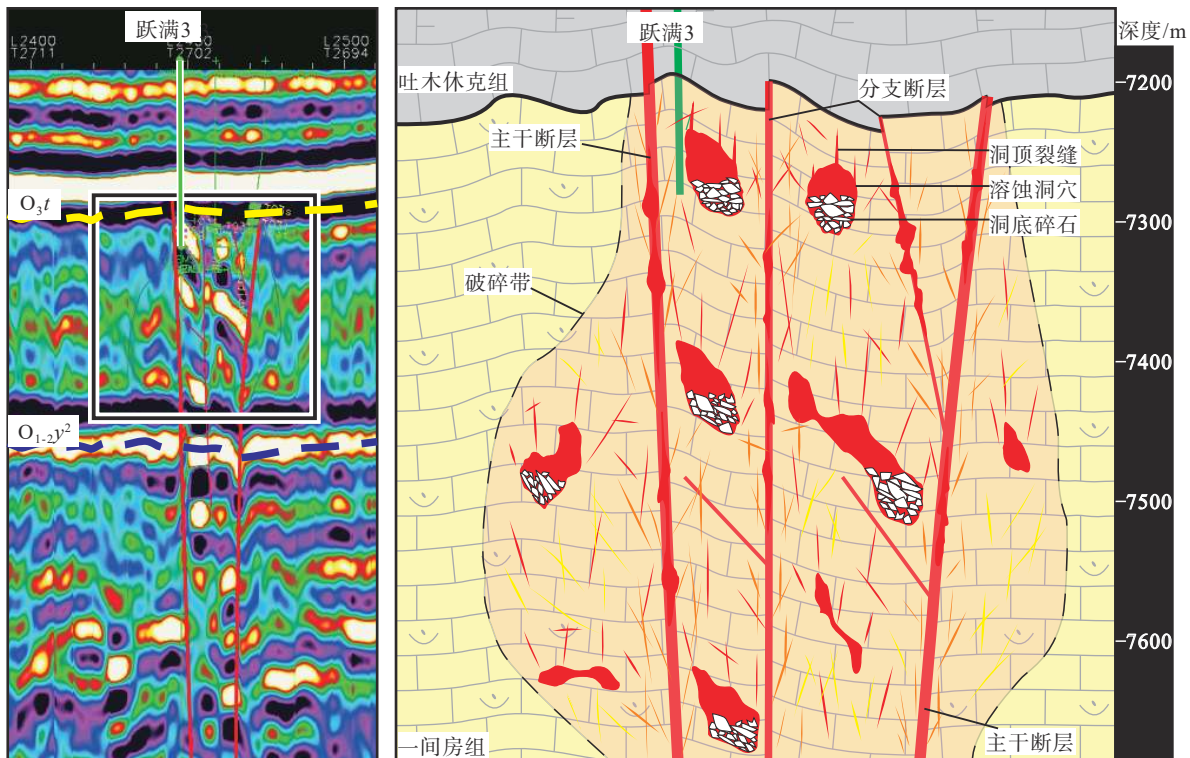 跃满3
L2400
T2711
L2450
T2702
L2500
T2694
O₃t
O₁₋₂y²
跃满3
深度/m
吐木休克组
分支断层
主干断层
洞顶裂缝
溶蚀洞穴
洞底碎石
破碎带
主干断层
一间房组
7200
7300
7400
7500
7600